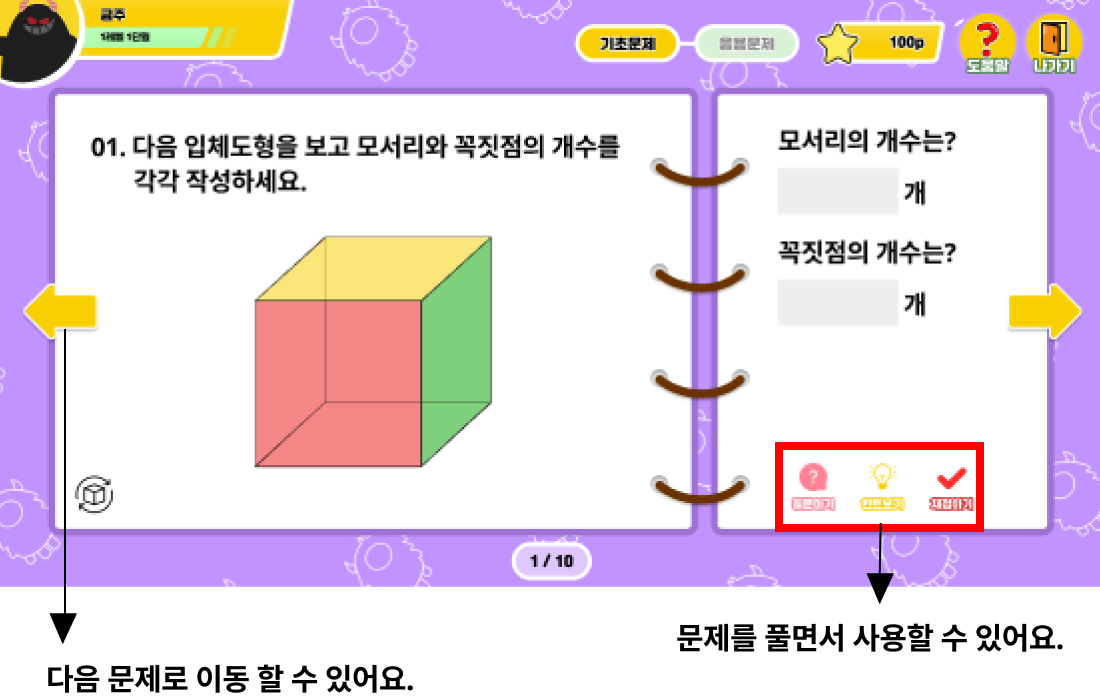 공주
1레벨 1단원
기초문제
응용문제
100p
도움말
나가기
01. 다음 입체도형을 보고 모서리와 꼭짓점의 개수를
각각 작성하세요.
모서리의 개수는?
개
꼭짓점의 개수는?
개
?
질문하기
힌트보기
채점하기
1 / 10
문제를 풀면서 사용할 수 있어요.
다음 문제로 이동 할 수 있어요.